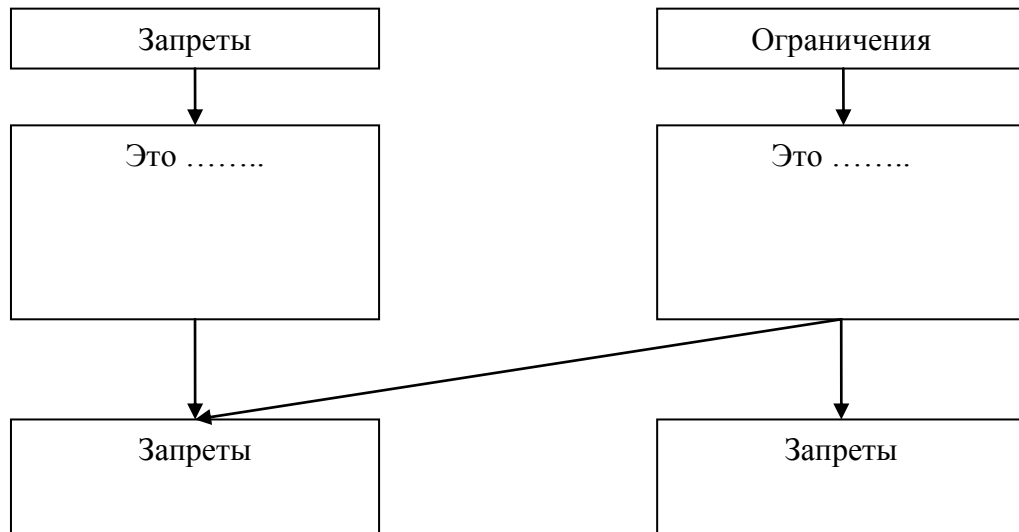 Запреты
Ограничения
Это ……..
Это ……..
Запреты
Запреты